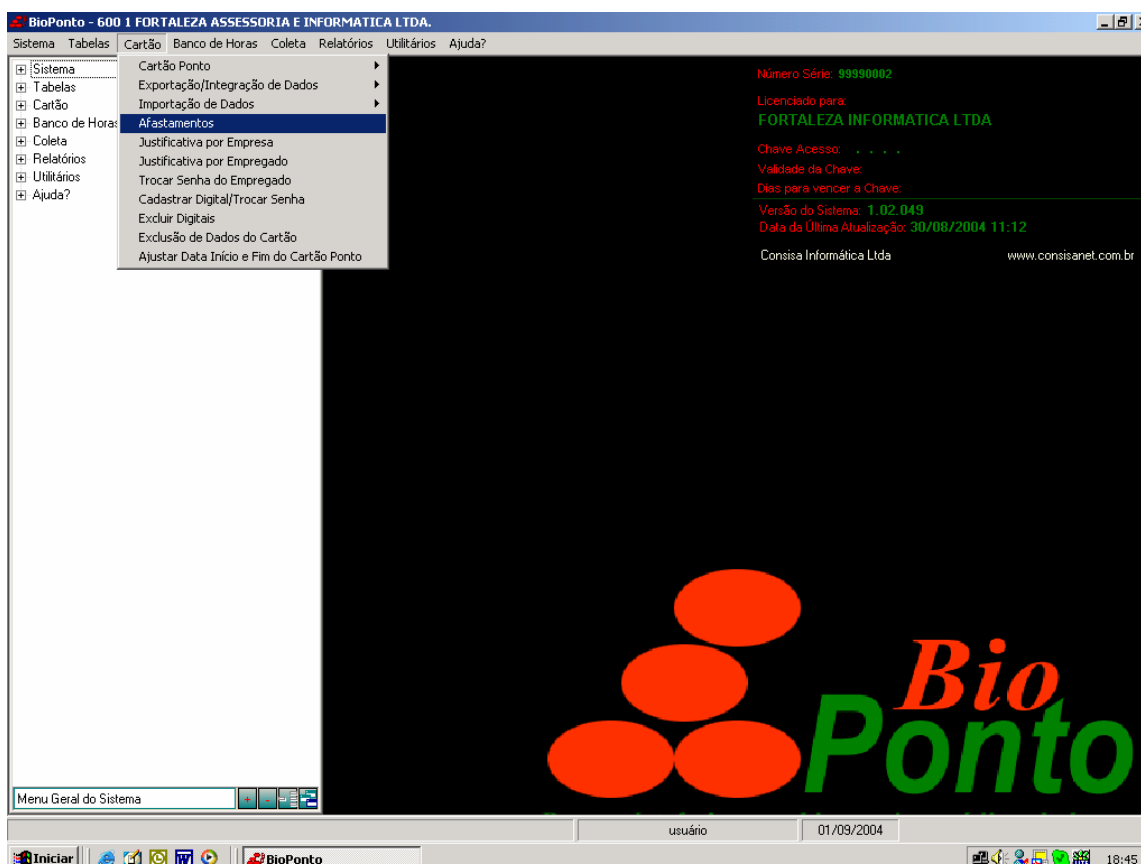 BioPonto - 600 1 FORTALEZA ASSESSORIA E INFORMATICA LTDA.
Sistema Tabelas Cartão Banco de Horas Coleta Relatórios Utilitários Ajuda?
Sistema
Tabelas
Cartão
Banco de Horas
Coleta
Relatórios
Utilitários
Ajuda?
Cartão Ponto
Exportação/Integração de Dados
Importação de Dados
Afastamentos
Justificativa por Empresa
Justificativa por Empregado
Trocar Senha do Empregado
Cadastrar Digital/Trocar Senha
Excluir Digitais
Exclusão de Dados do Cartão
Ajustar Data Início e Fim do Cartão Ponto
Número Série: 99990002
Licenciado para:
FORTALEZA INFORMATICA LTDA
Chave Acesso: . . . .
Validade da Chave:
Dias para vencer a Chave:
Versão do Sistema: 1.02.049
Data da Última Atualização: 30/08/2004 11:12
Consisa Informática Ltda www.consisanet.com.br
Bio
Ponto
Menu Geral do Sistema
usuário 01/09/2004
Iniciar BioPonto 18:45